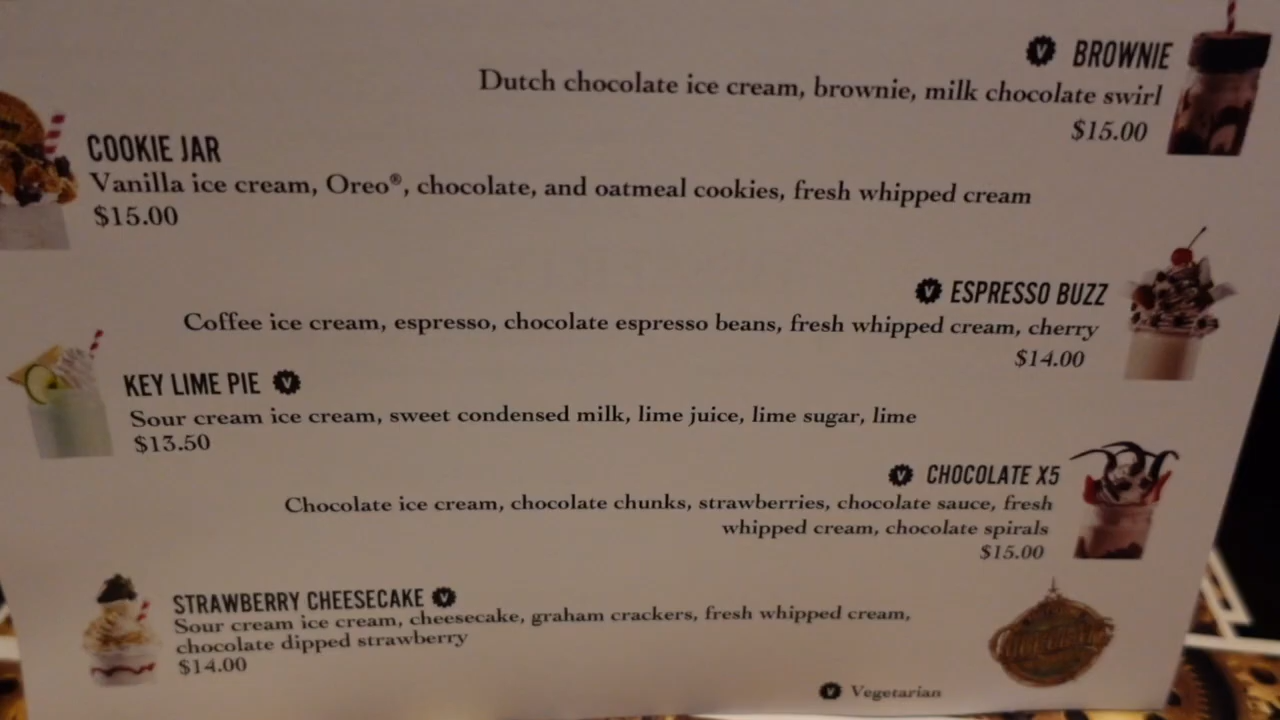 BROWNIE
Dutch chocolate ice cream, brownie, milk chocolate swirl
$15.00
COOKIE JAR
Vanilla ice cream, Oreo®, chocolate, and oatmeal cookies, fresh whipped cream
$15.00
V ESPRESSO BUZZ
Coffee ice cream, espresso, chocolate espresso beans, fresh whipped cream, cherry
$14.00
KEY LIME PIE V
Sour cream ice cream, sweet condensed milk, lime juice, lime sugar, lime
$13.50
V CHOCOLATE X5
Chocolate ice cream, chocolate chunks, strawberries, chocolate sauce, fresh
whipped cream, chocolate spirals
$15.00
STRAWBERRY CHEESECAKE V
Sour cream ice cream, cheesecake, graham crackers, fresh whipped cream,
chocolate dipped strawberry
$14.00
V Vegetarian